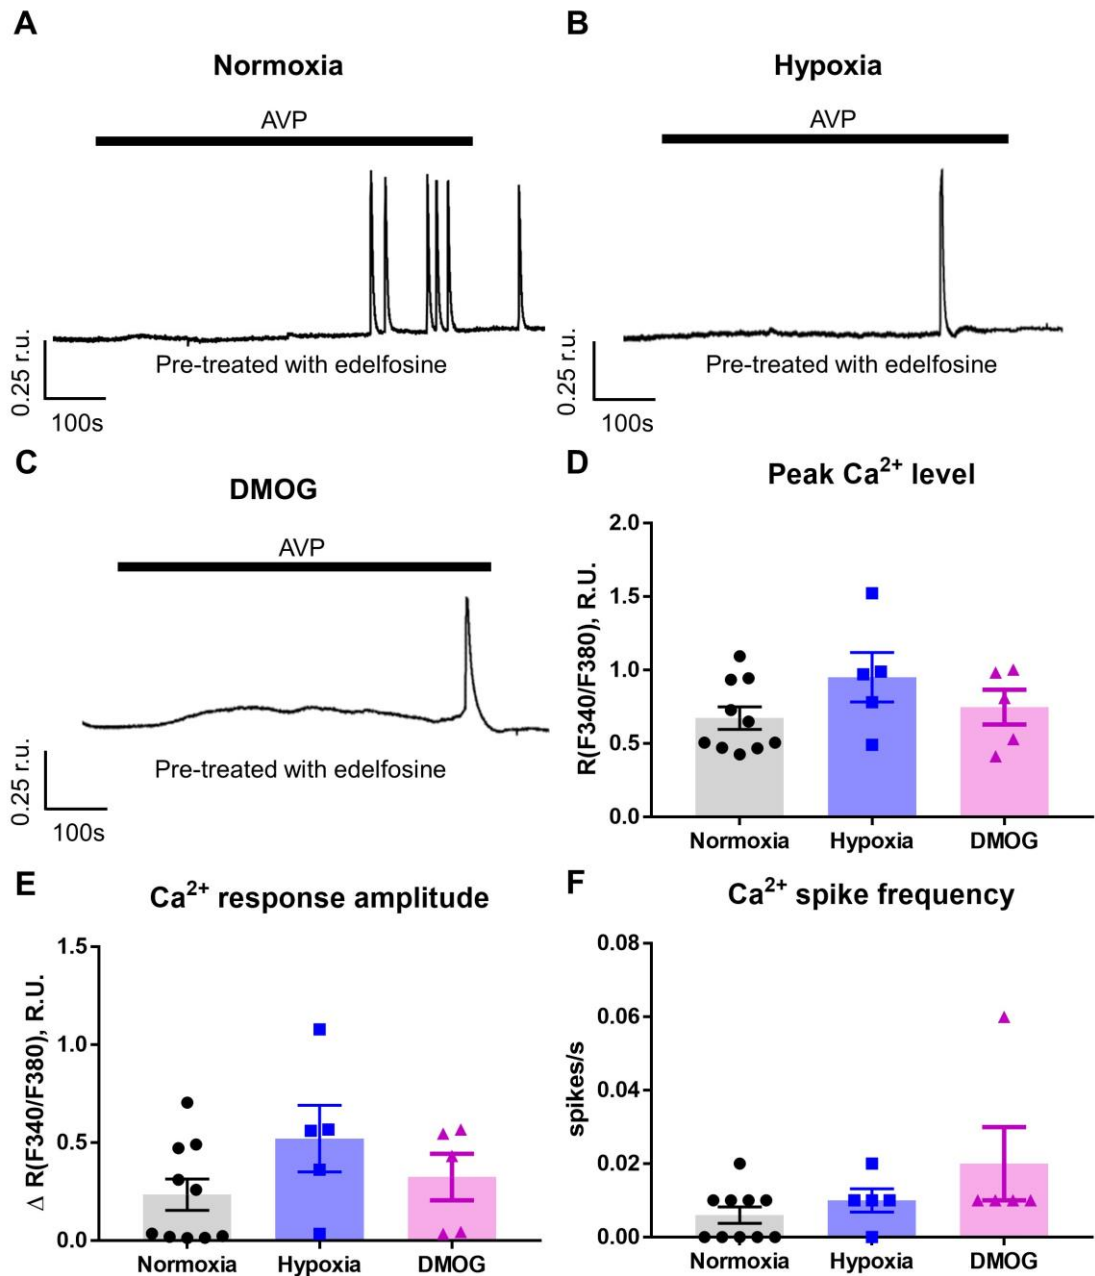 A
Normoxia
AVP
0.25 r.u.
100s
Pre-treated with edelfosine
B
Hypoxia
AVP
0.25 r.u.
100s
Pre-treated with edelfosine
C
DMOG
AVP
0.25 r.u.
100s
Pre-treated with edelfosine
D
Peak Ca²⁺ level
R(F340/F380), R.U.
2.0
1.5
1.0
0.5
0.0
Normoxia Hypoxia DMOG
E
Ca²⁺ response amplitude
Δ R(F340/F380), R.U.
1.5
1.0
0.5
0.0
Normoxia Hypoxia DMOG
F
Ca²⁺ spike frequency
spikes/s
0.08
0.06
0.04
0.02
0.00
Normoxia Hypoxia DMOG